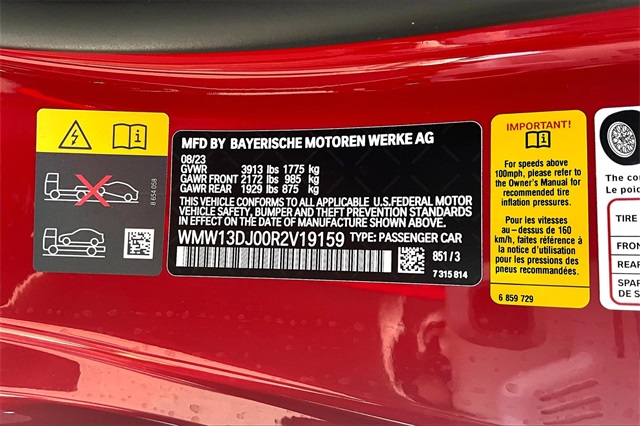 8 654 058
MFD BY BAYERISCHE MOTOREN WERKE AG
08/23
GVWR 3913 lbs 1775 kg
GAWR FRONT 2172 lbs 985 kg
GAWR REAR 1929 lbs 875 kg
THIS VEHICLE CONFORMS TO ALL APPLICABLE U.S.FEDERAL MOTOR
VEHICLE SAFETY, BUMPER AND THEFT PREVENTION STANDARDS
IN EFFECT ON THE DATE OF MANUFACTURE SHOWN ABOVE.
WMW13DJ00R2V19159 TYPE: PASSENGER CAR
851/3
7 315 814
IMPORTANT!
For speeds above
100mph, please refer to
the Owner's Manual for
recommended tire
inflation pressures.
Pour les vitesses
au - dessus de 160
km/h, faites référence à
la notice d'utilisation
pour les pressions de
pneu recommandées.
6 859 729
The co
Le poi
TIRE
FRON
REAR
SPAR
DE S